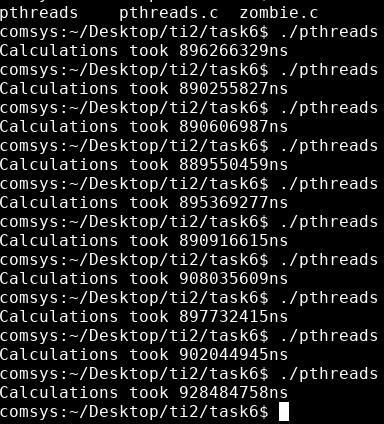 pthreads    pthreads.c  zombie.c
comsys:~/Desktop/ti2/task6$ ./pthreads
Calculations took 896266329ns
comsys:~/Desktop/ti2/task6$ ./pthreads
Calculations took 890255827ns
comsys:~/Desktop/ti2/task6$ ./pthreads
Calculations took 890606987ns
comsys:~/Desktop/ti2/task6$ ./pthreads
Calculations took 889550459ns
comsys:~/Desktop/ti2/task6$ ./pthreads
Calculations took 895369277ns
comsys:~/Desktop/ti2/task6$ ./pthreads
Calculations took 890916615ns
comsys:~/Desktop/ti2/task6$ ./pthreads
Calculations took 908035609ns
comsys:~/Desktop/ti2/task6$ ./pthreads
Calculations took 897732415ns
comsys:~/Desktop/ti2/task6$ ./pthreads
Calculations took 902044945ns
comsys:~/Desktop/ti2/task6$ ./pthreads
Calculations took 928484758ns
comsys:~/Desktop/ti2/task6$